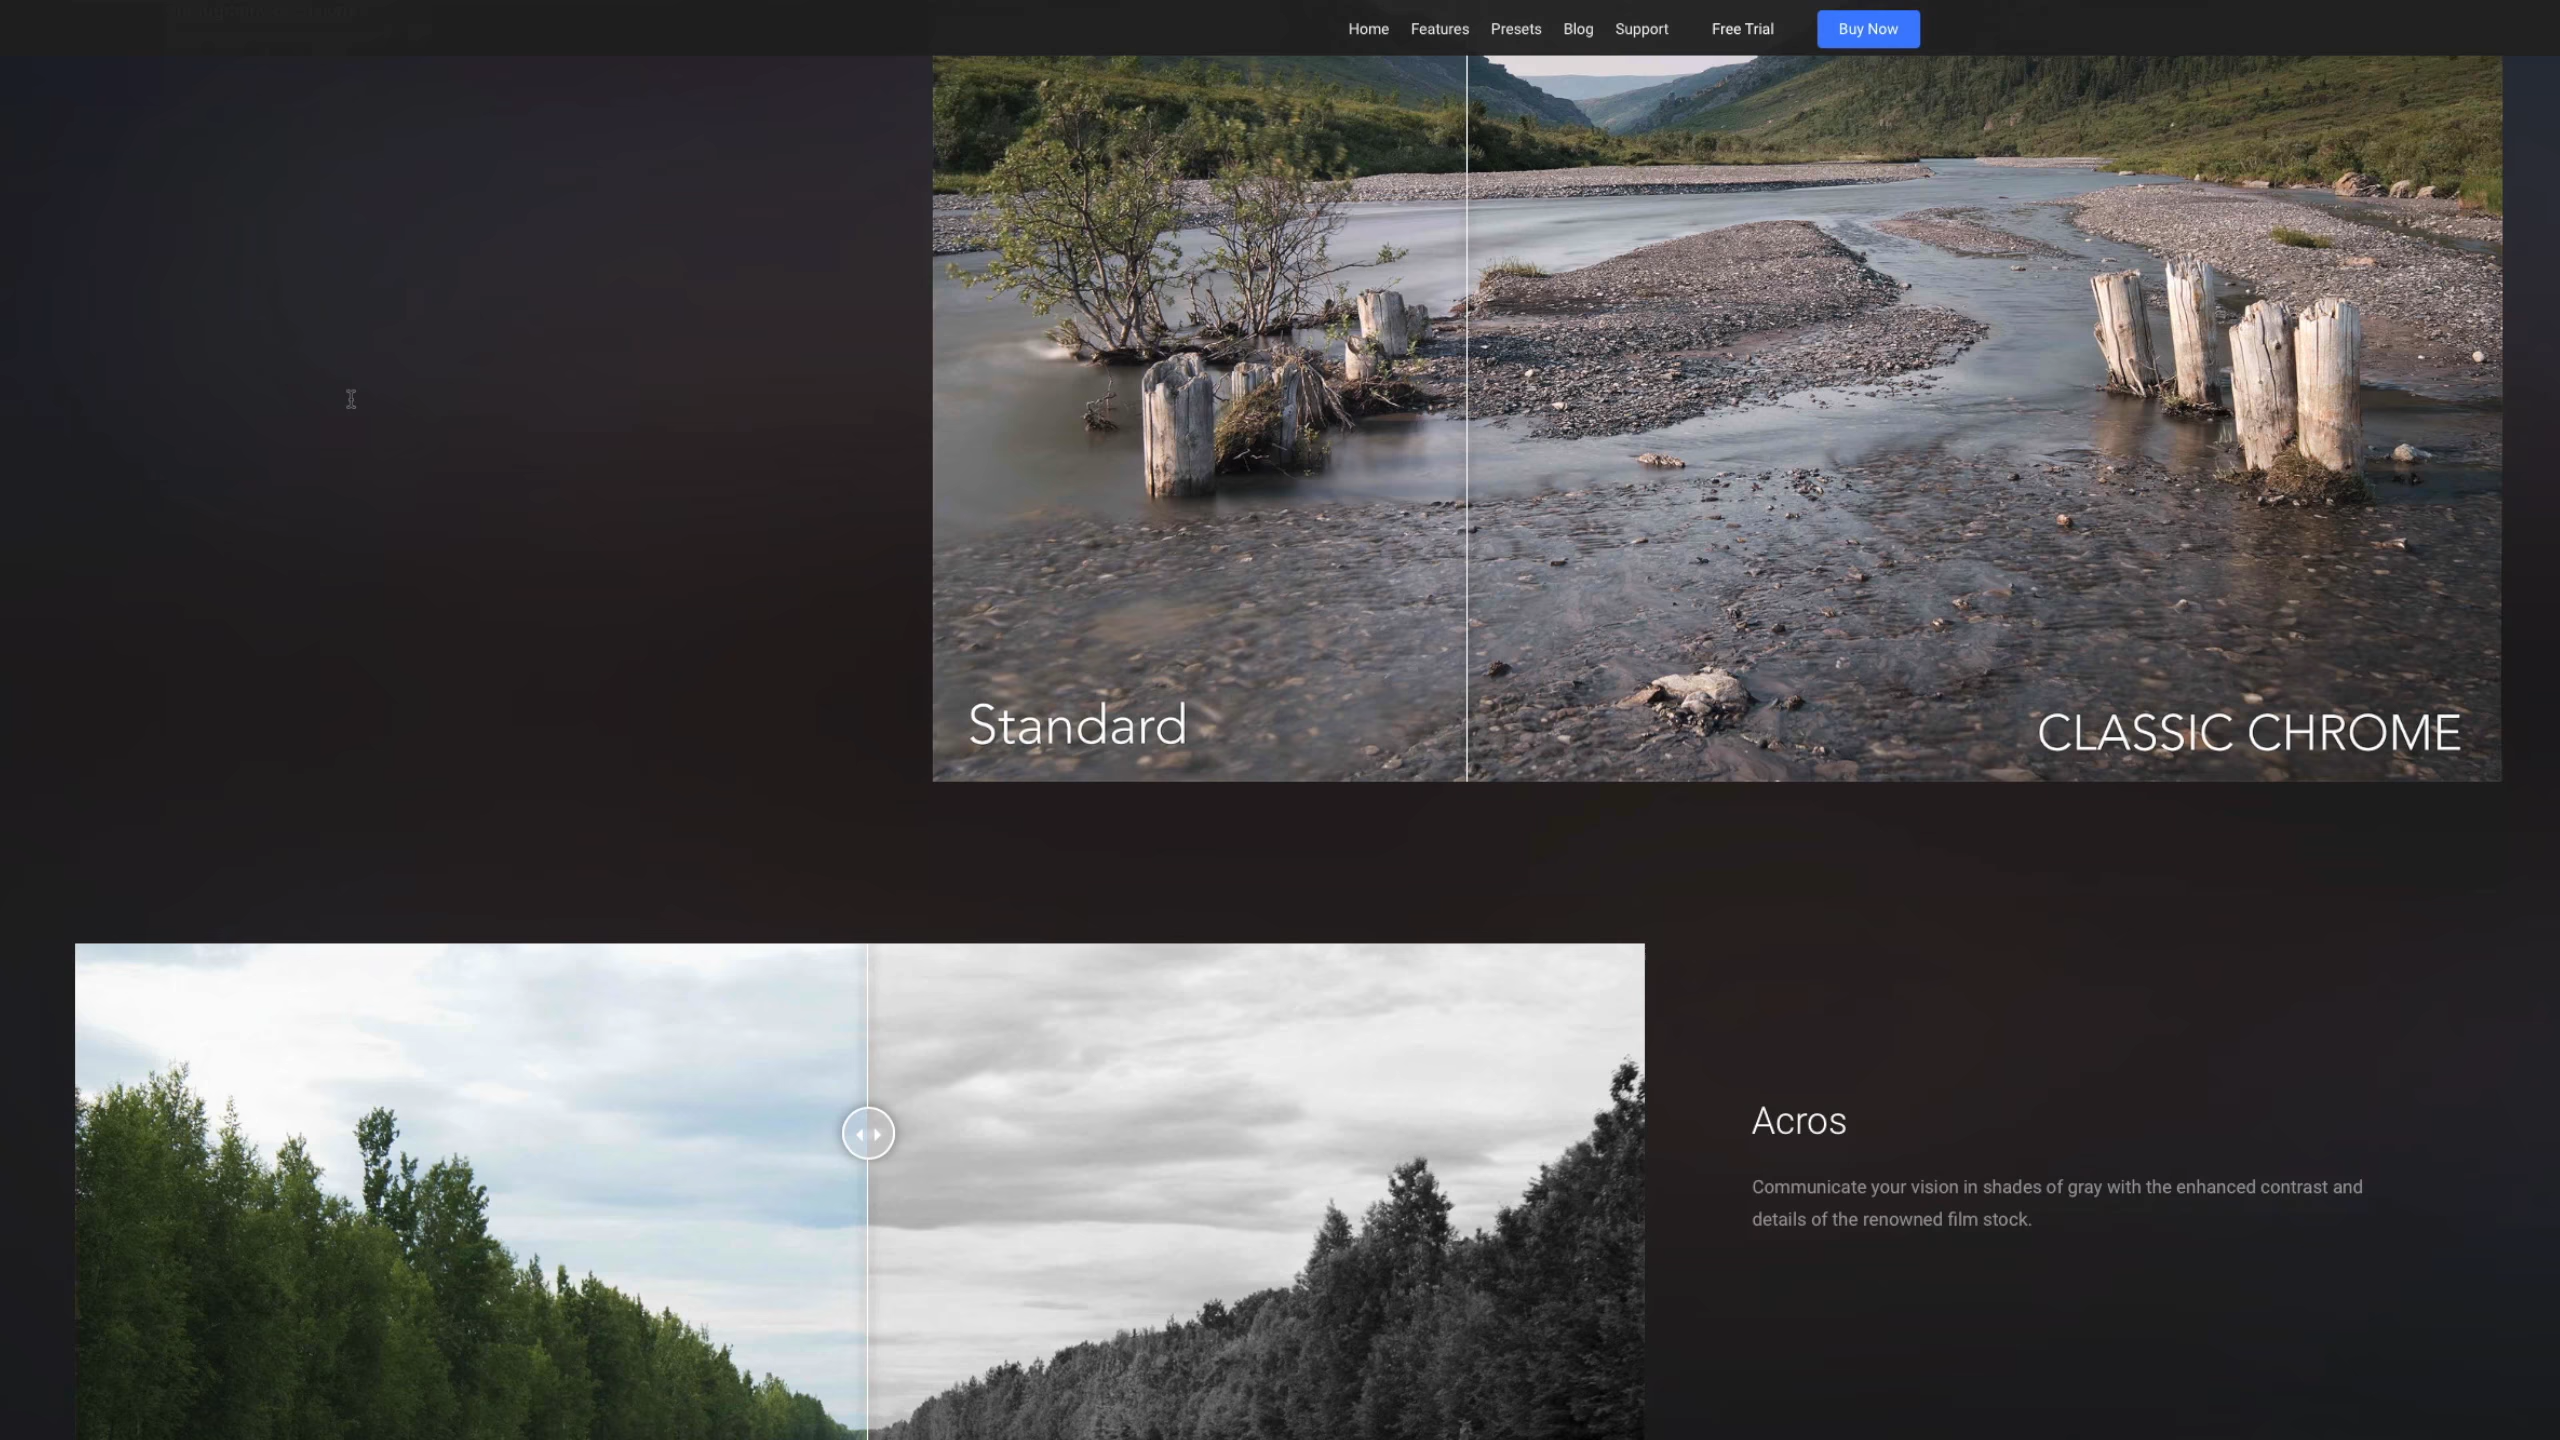 Home Features Presets Blog Support Free Trial Buy Now
Standard
CLASSIC CHROME
Acros
Communicate your vision in shades of gray with the enhanced contrast and
details of the renowned film stock.